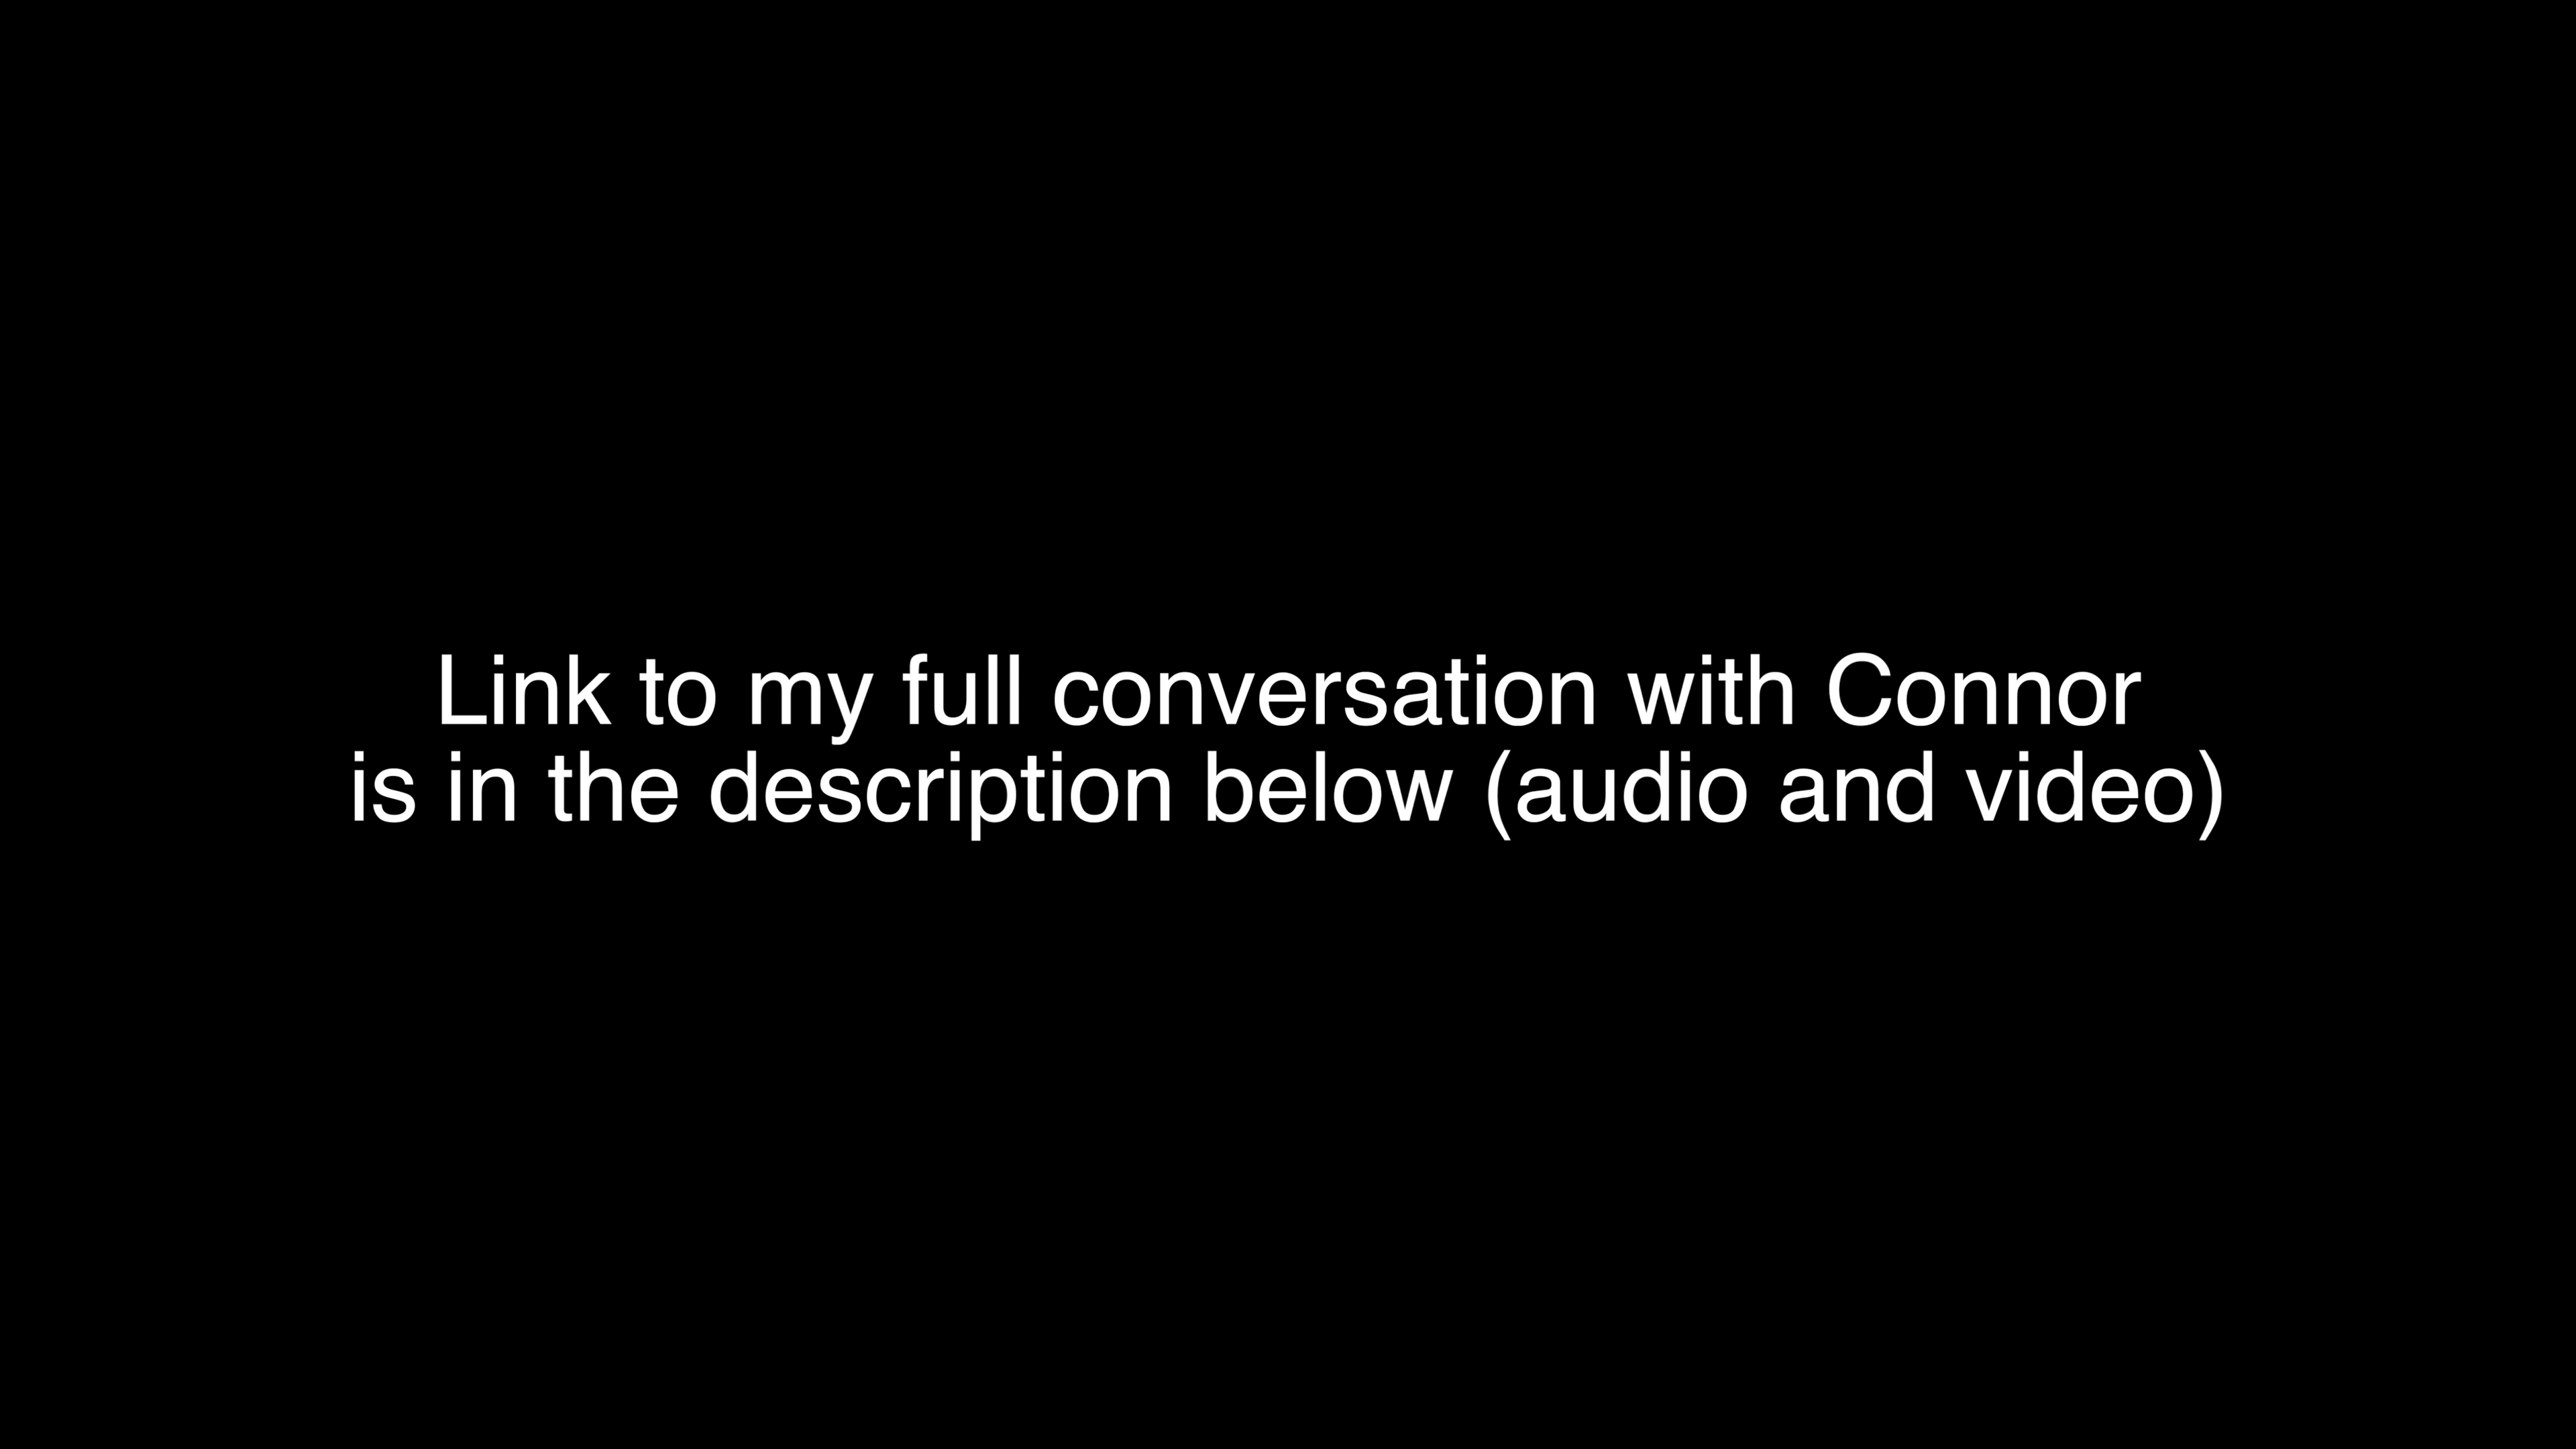 Link to my full conversation with Connor
is in the description below (audio and video)